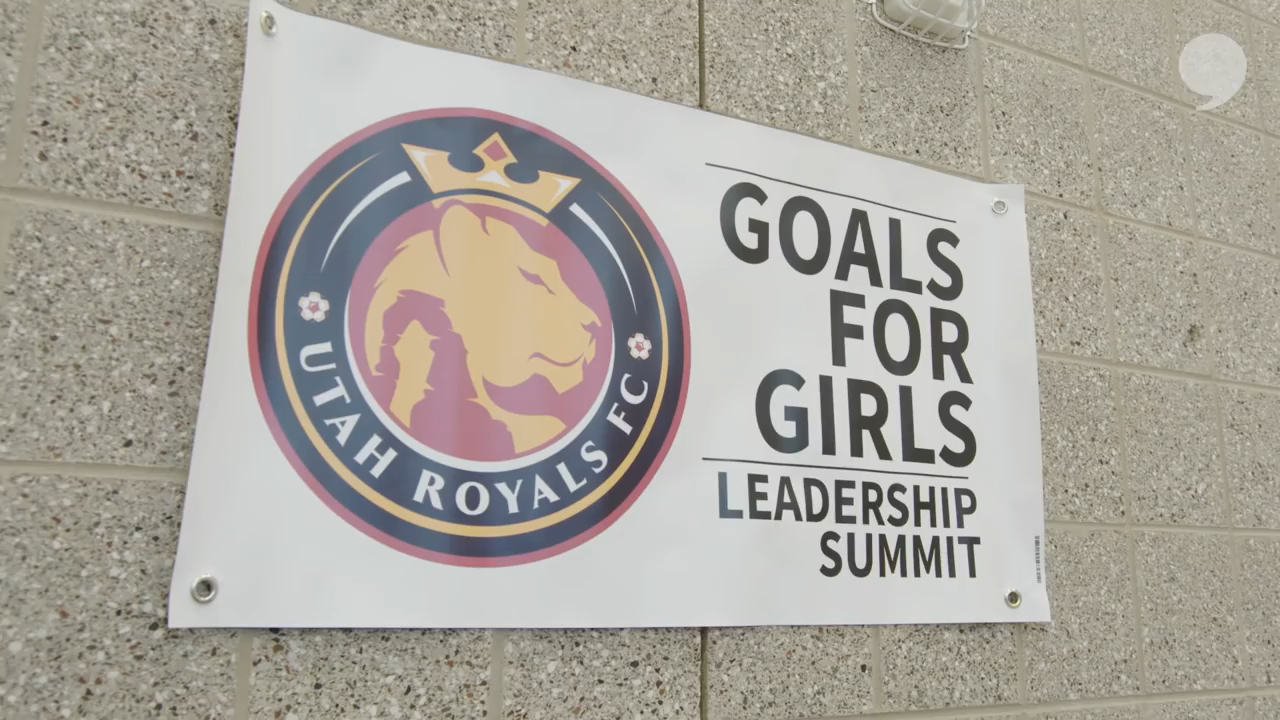 UTAH ROYALS FC
GOALS
FOR
GIRLS
LEADERSHIP
SUMMIT